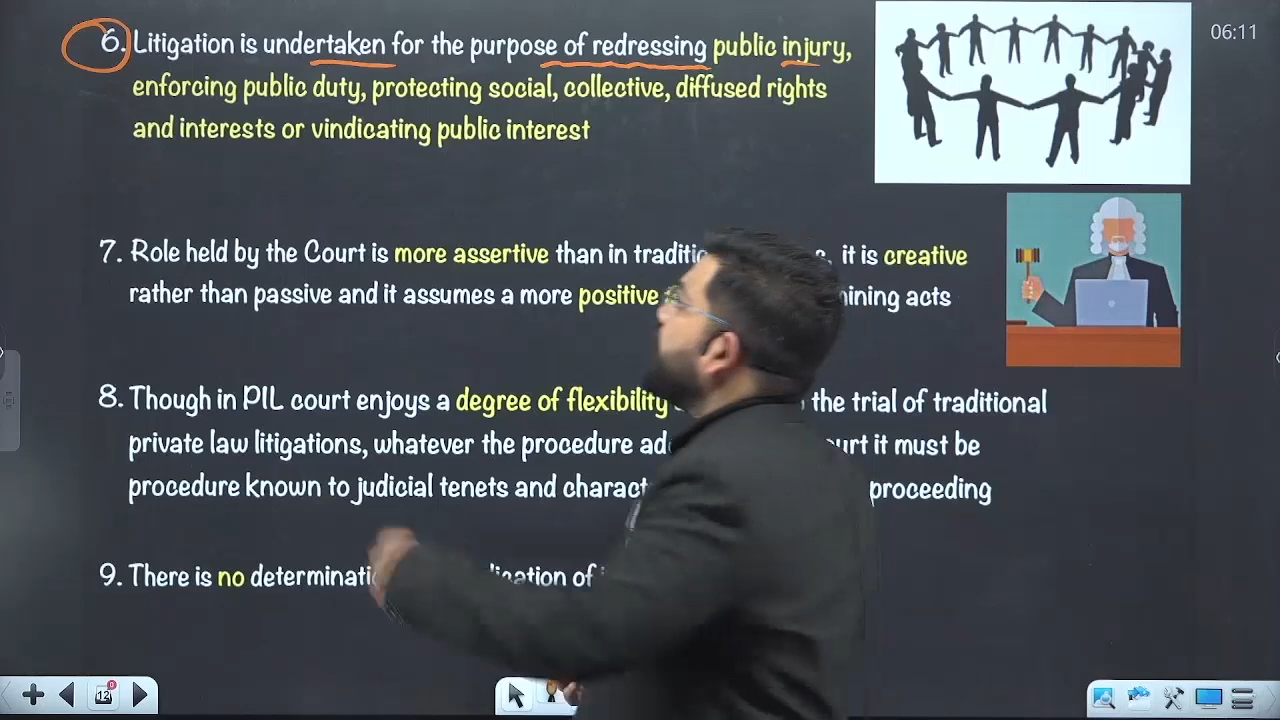 06:11
6. Litigation is undertaken for the purpose of redressing public injury,
enforcing public duty, protecting social, collective, diffused rights
and interests or vindicating public interest
7. Role held by the Court is more assertive than in it is creative
rather than passive and it assumes a more positive acts
8. Though in PIL court enjoys a degree of flexibility the trial of traditional
private law litigations, whatever the procedure it must be
procedure known to judicial tenets and proceeding
9. There is no of
12